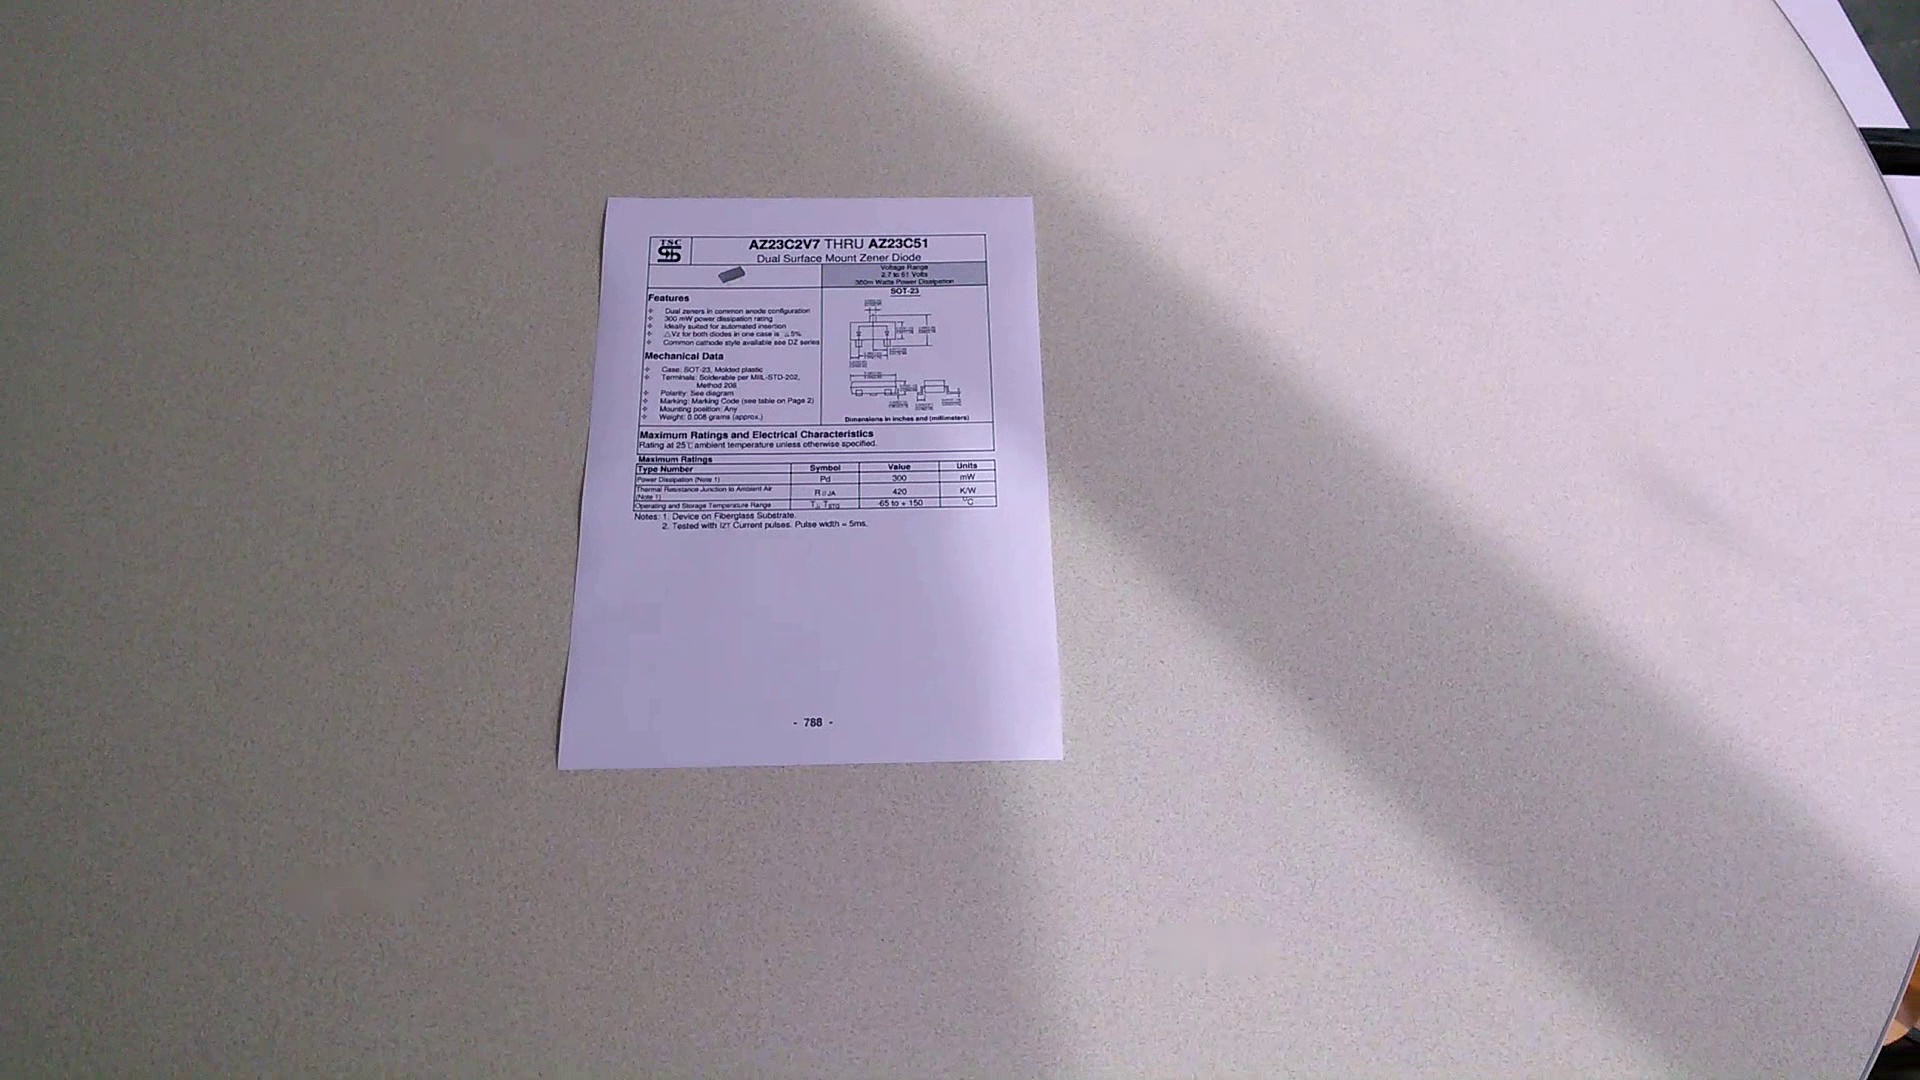 TSC
AZ23C2V7 THRU AZ23C51
Dual Surface Mount Zener Diode
Voltage Range
2.7 to 51 Volts
300m Watts Power Dissipation
SOT-23
Features
Dual zeners in common anode configuration
300 mW power dissipation rating
Ideally suited for automated insertion
△Vz for both diodes in one case is 5%
Common cathode style available see DZ series
Mechanical Data
Case: SOT-23, Molded plastic
Terminals: Solderable per MIIL-STD-202,
Method 208
Polarity: See diagram
Marking: Marking Code (see table on Page 2)
Mounting position: Any
Weight: 0.008 grams (approx.)
Dimensions in inches and (millimeters)
Maximum Ratings and Electrical Characteristics
Rating at 25℃ ambient temperature unless otherwise specified.
Maximum Ratings
Type Number Symbol Value Units
Power Dissipation (Note 1) Pd 300 mW
Thermal Resistance Junction to Ambient Air
(Note 1) RθJA 420 K/W
Operating and Storage Temperature Range TJ, TSTG -65 to + 150 °C
Notes: 1. Device on Fiberglass Substrate.
2. Tested with IZT Current pulses. Pulse width = 5ms.
- 788 -